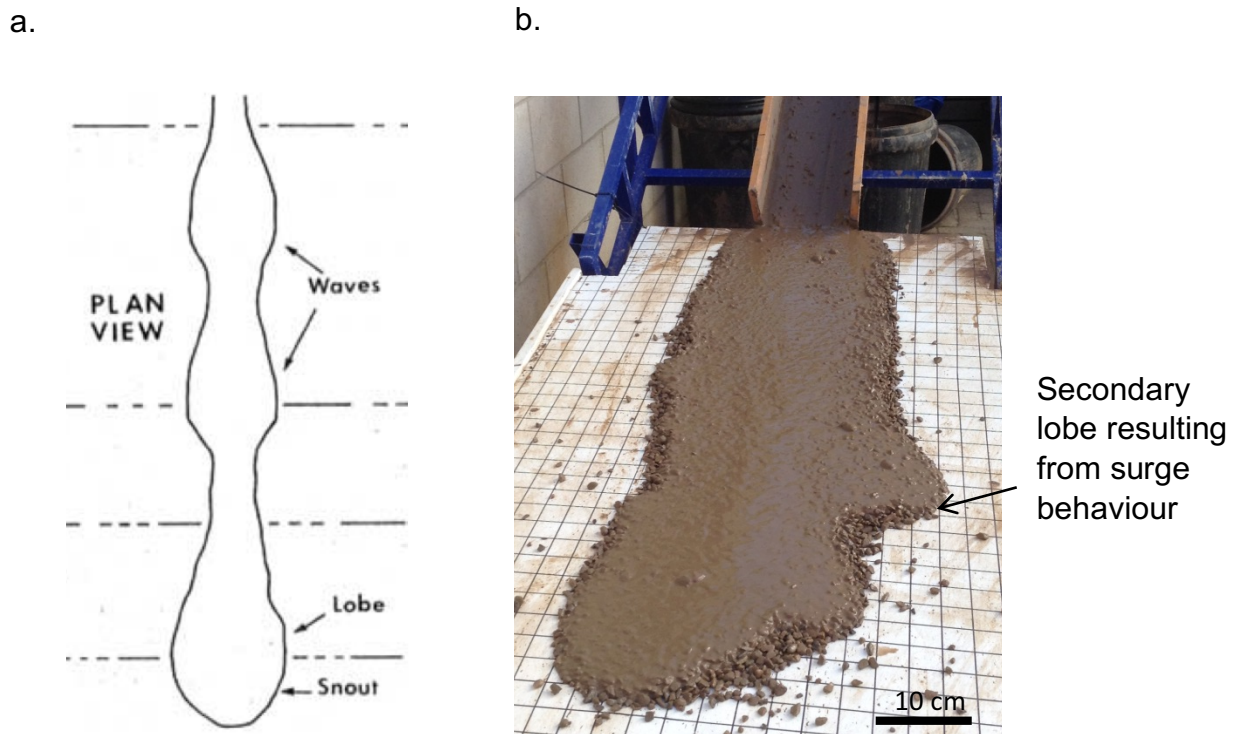 a.
b.
PLAN
VIEW
Waves
Lobe
Snout
Secondary
lobe resulting
from surge
behaviour
10 cm